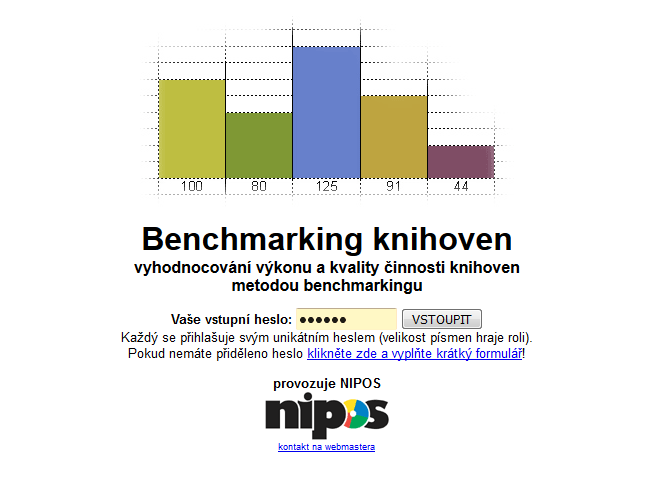 100 80 125 91 44
Benchmarking knihoven
vyhodnocování výkonu a kvality činnosti knihoven
metodou benchmarkingu
Vaše vstupní heslo: ●●●●●● VSTOUPIT
Každý se přihlašuje svým unikátním heslem (velikost písmen hraje roli).
Pokud nemáte přiděleno heslo klikněte zde a vyplňte krátký formulář!
provozuje NIPOS
nipos
kontakt na webmastera